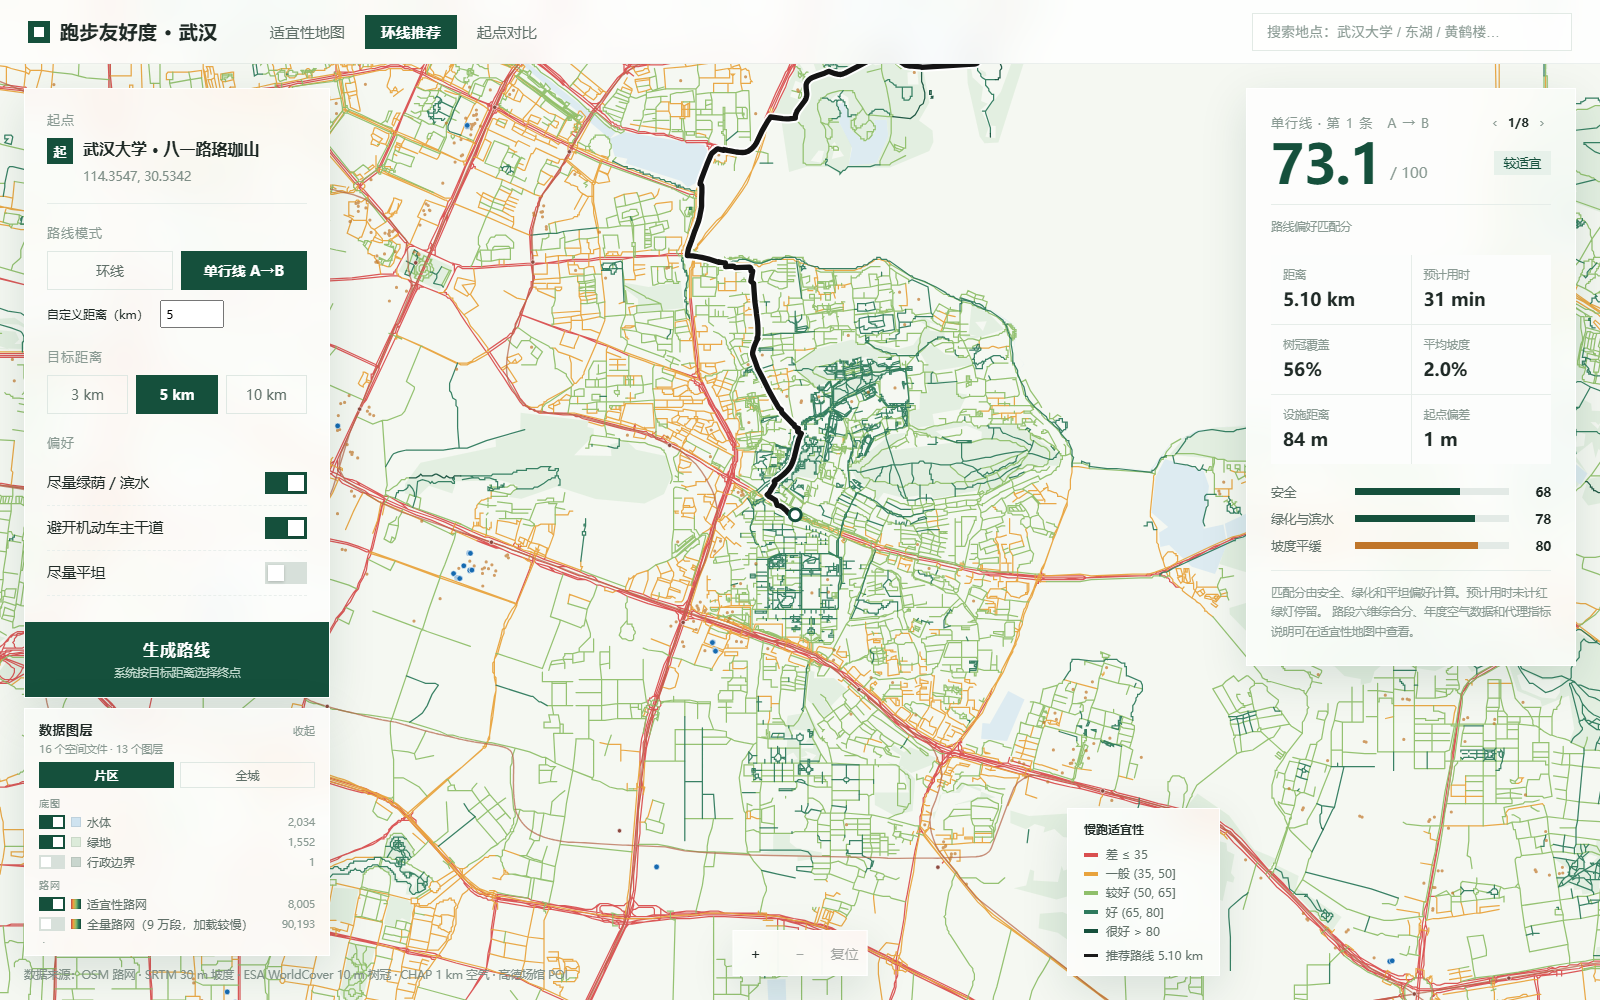 跑步友好度 • 武汉
适宜性地图
环线推荐
起点对比
搜索地点：武汉大学 / 东湖 / 黄鹤楼...
起点
起
武汉大学 • 八一路珞珈山
114.3547, 30.5342
路线模式
环线
单行线 A→B
自定义距离（km）
5
目标距离
3 km
5 km
10 km
偏好
尽量绿荫 / 滨水
避开机动车主干道
尽量平坦
生成路线
系统按目标距离选择终点
数据图层
收起
16 个空间文件 · 13 个图层
片区
全城
底图
水体
2,034
绿地
1,552
行政边界
1
路网
适宜性路网
8,005
全量路网（9 万段，加载较慢）
90,193
数据来源：OSM 路网 · SRTM 30 m 坡度 · ESA WorldCover 10 m 树冠 · CHAP 1 km 空气 · 高德场馆 POI
单行线 · 第 1 条 A → B
‹ 1/8 ›
73.1 / 100
较适宜
路线偏好匹配分
距离
5.10 km
预计用时
31 min
树冠覆盖
56%
平均坡度
2.0%
设施距离
84 m
起点偏差
1 m
安全
68
绿化与滨水
78
坡度平缓
80
匹配分由安全、绿化和平坦偏好计算。预计用时未计红
绿灯停留。 路段六维综合分、年度空气数据和代理指标
说明可在适宜性地图中查看。
慢跑适宜性
差 ≤ 35
一般 (35, 50]
较好 (50, 65]
好 (65, 80]
很好 > 80
推荐路线 5.10 km
+
−
复位